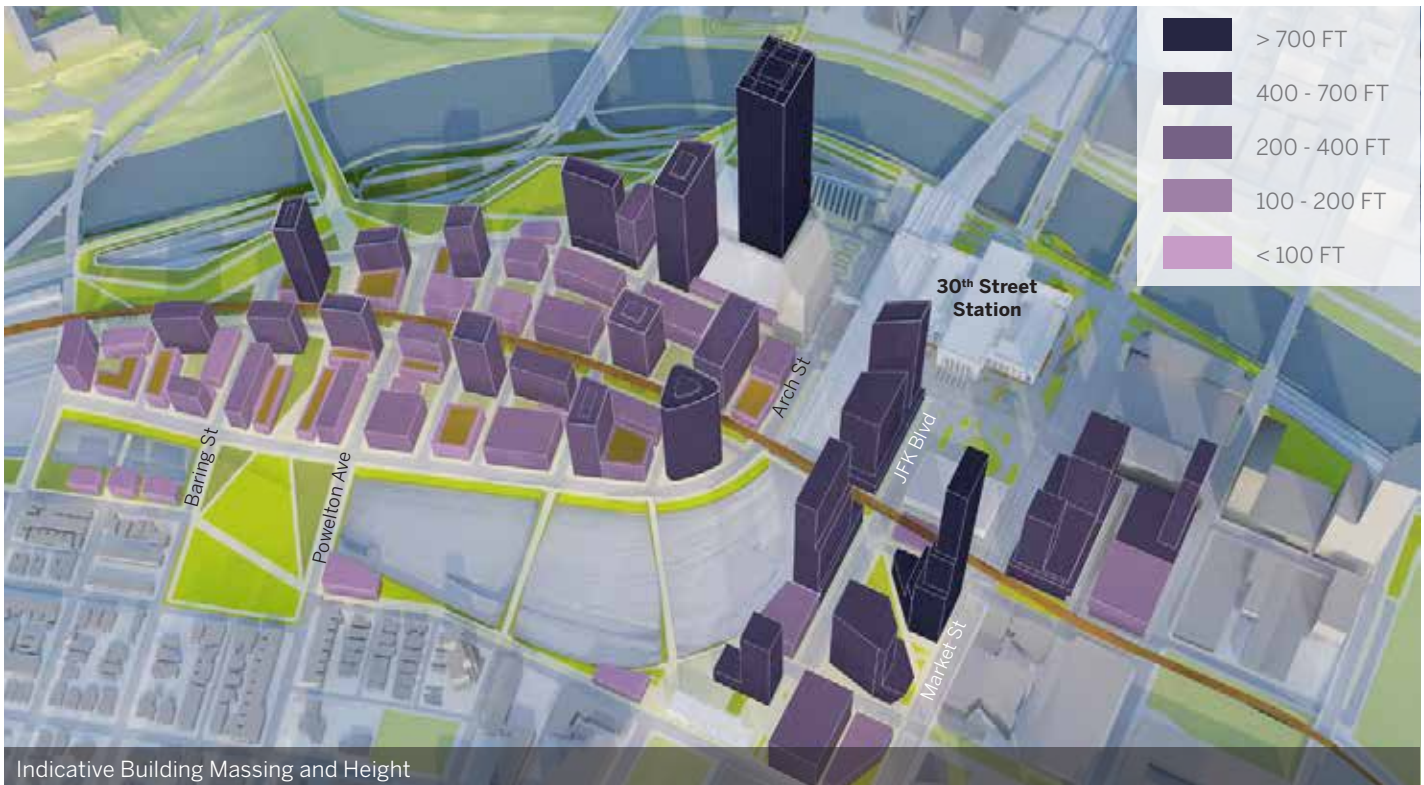 > 700 FT
400 - 700 FT
200 - 400 FT
100 - 200 FT
< 100 FT
30th Street
Station
Arch St
JFK Blvd
Baring St
Powelton Ave
Market St
Indicative Building Massing and Height